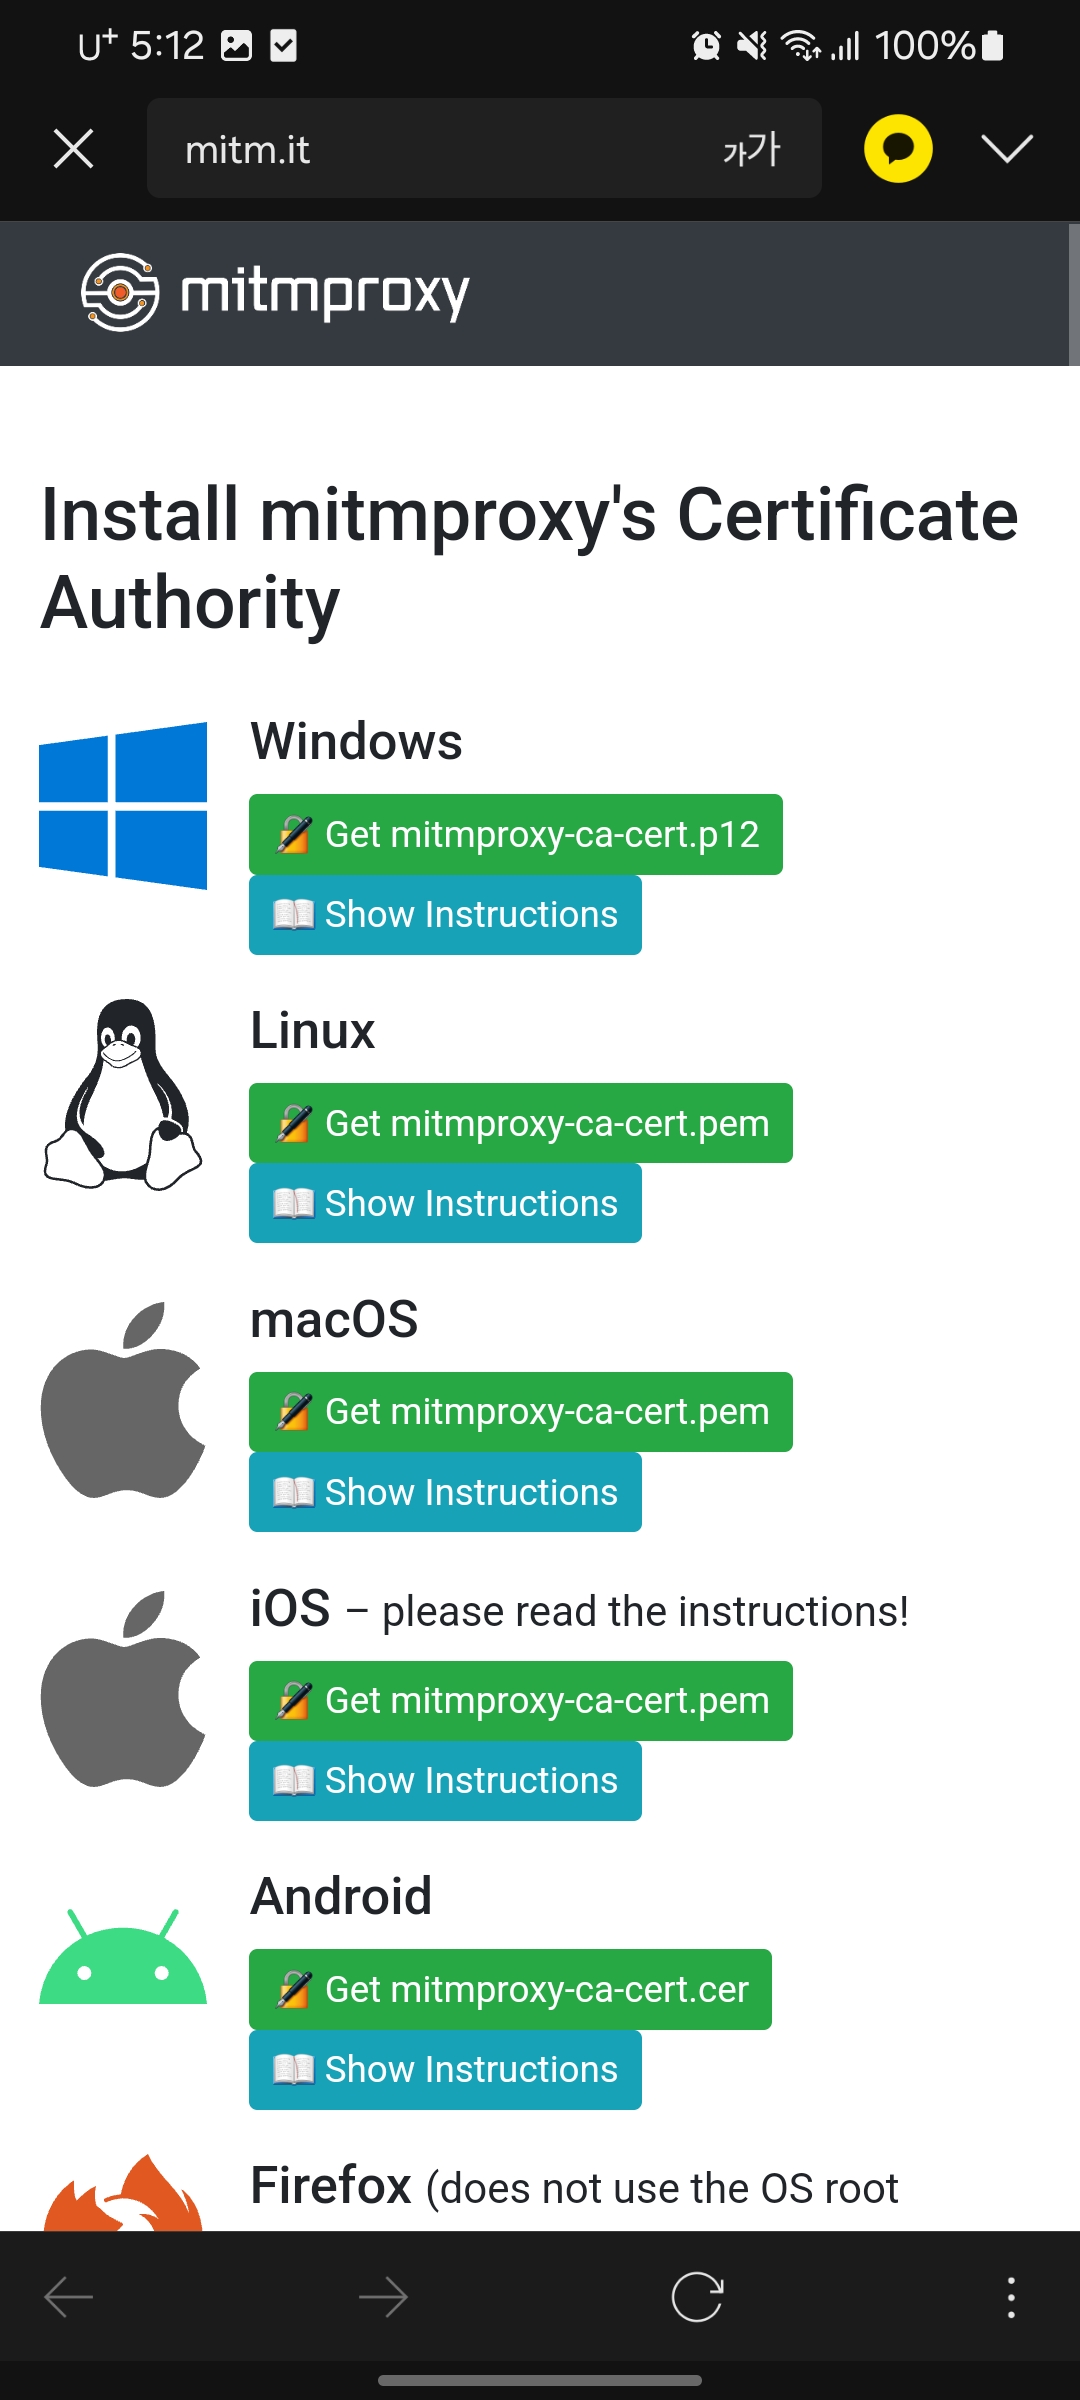 U+ 5:12 100%
mitm.it 가가
mitmproxy
Install mitmproxy's Certificate
Authority
Windows
Get mitmproxy-ca-cert.p12
Show Instructions
Linux
Get mitmproxy-ca-cert.pem
Show Instructions
macOS
Get mitmproxy-ca-cert.pem
Show Instructions
iOS – please read the instructions!
Get mitmproxy-ca-cert.pem
Show Instructions
Android
Get mitmproxy-ca-cert.cer
Show Instructions
Firefox (does not use the OS root